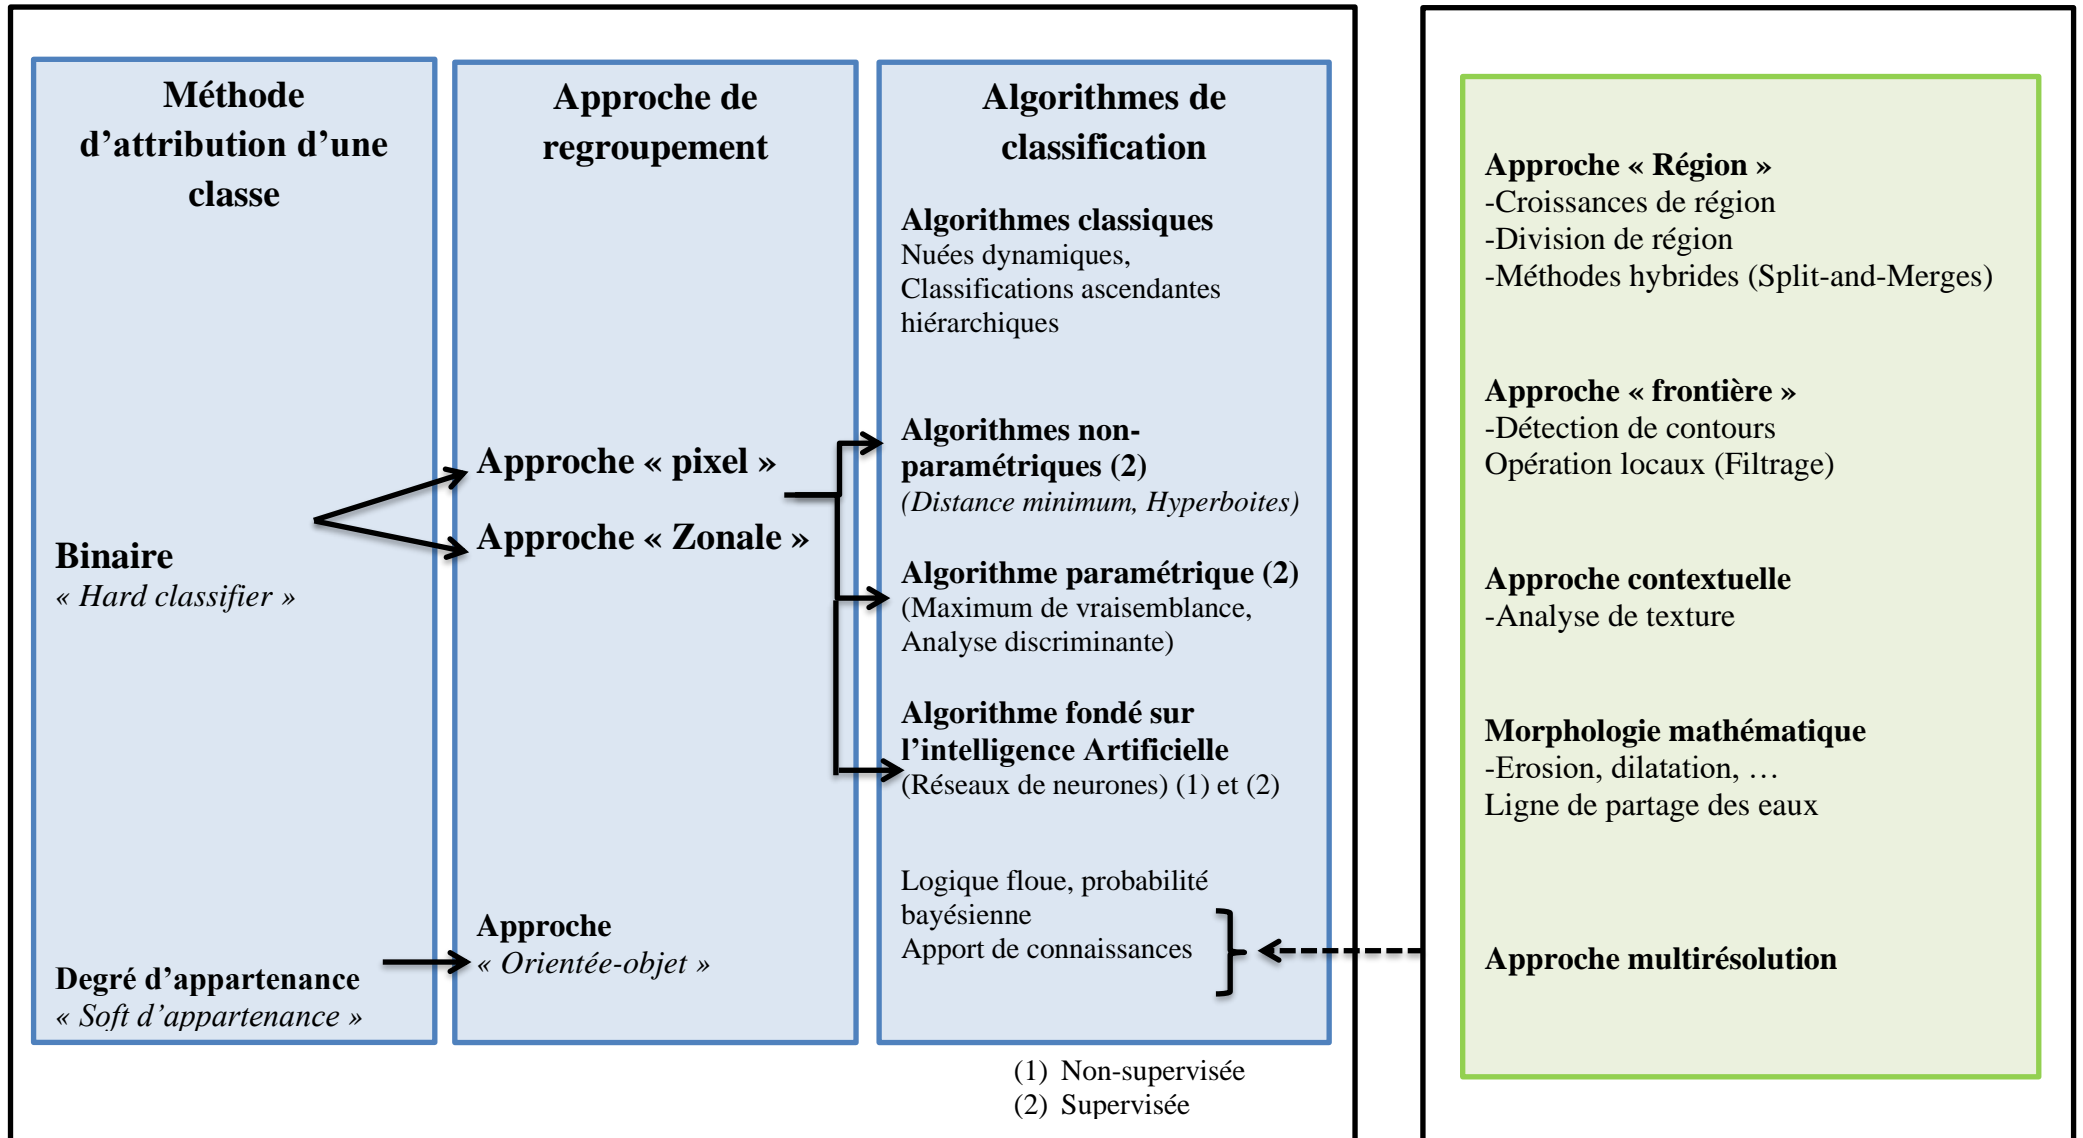 Méthode
d’attribution d’une
classe
Binaire
« Hard classifier »
Degré d’appartenance
« Soft d’appartenance »
Approche de
regroupement
Approche « pixel »
Approche « Zonale »
Approche
« Orientée-objet »
Algorithmes de
classification
Algorithmes classiques
Nuées dynamiques,
Classifications ascendantes
hiérarchiques
Algorithmes non-
paramétriques (2)
(Distance minimum, Hyperboites)
Algorithme paramétrique (2)
(Maximum de vraisemblance,
Analyse discriminante)
Algorithme fondé sur
l’intelligence Artificielle
(Réseaux de neurones) (1) et (2)
Logique floue, probabilité
bayésienne
Apport de connaissances
(1) Non-supervisée
(2) Supervisée
Approche « Région »
-Croissances de région
-Division de région
-Méthodes hybrides (Split-and-Merges)
Approche « frontière »
-Détection de contours
Opération locaux (Filtrage)
Approche contextuelle
-Analyse de texture
Morphologie mathématique
-Erosion, dilatation, …
Ligne de partage des eaux
Approche multirésolution